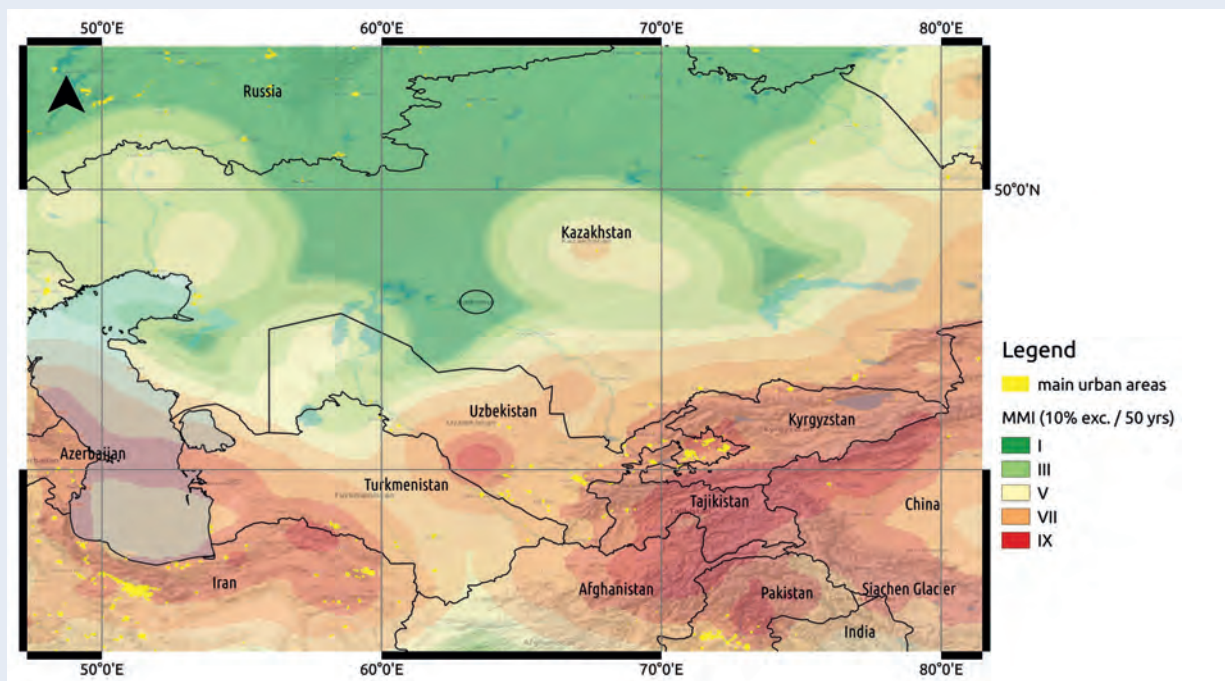 50°0'E 60°0'E 70°0'E 80°0'E
Russia
50°0'N
Kazakhstan
Kazakhstan
Legend
main urban areas
MMI (10% exc. / 50 yrs)
I
III
V
VII
IX
Uzbekistan
Kyrgyzstan
Azerbaijan
Turkmenistan
Tajikistan
China
Iran
Afghanistan
Pakistan
Siachen Glacier
India
50°0'E 60°0'E 70°0'E 80°0'E